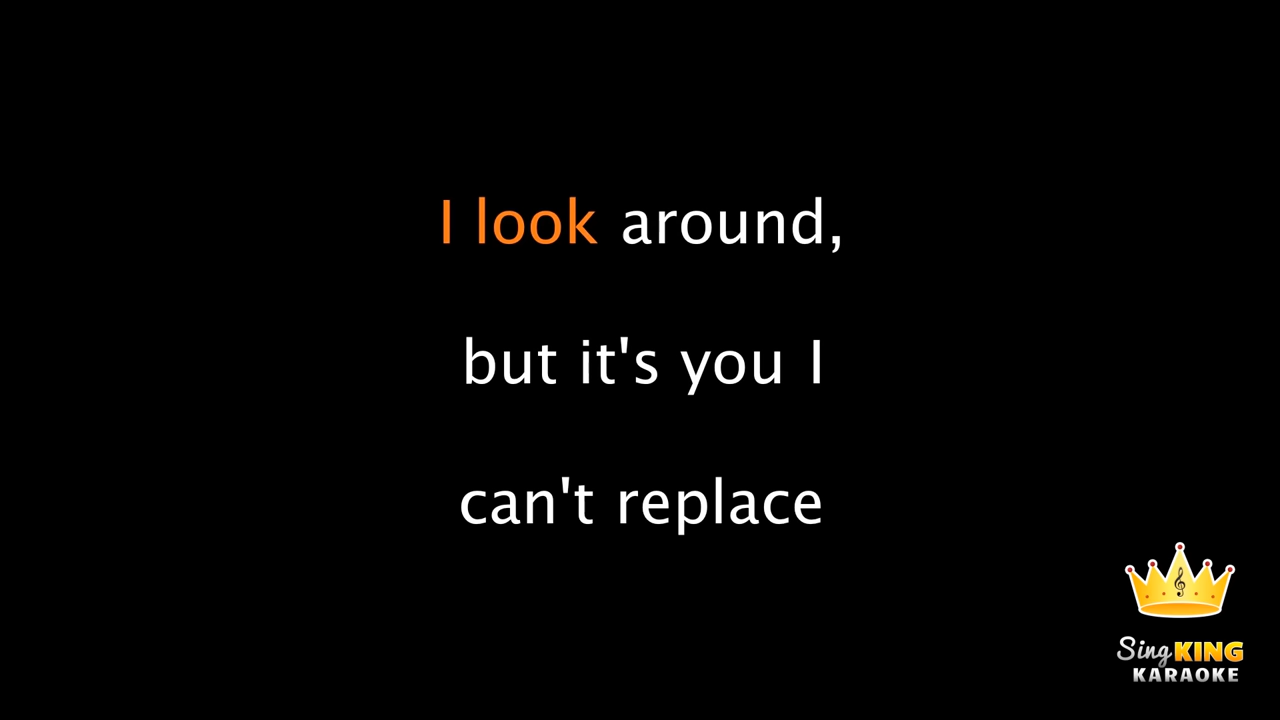 I look around,
but it's you I
can't replace
Sing KING
KARAOKE